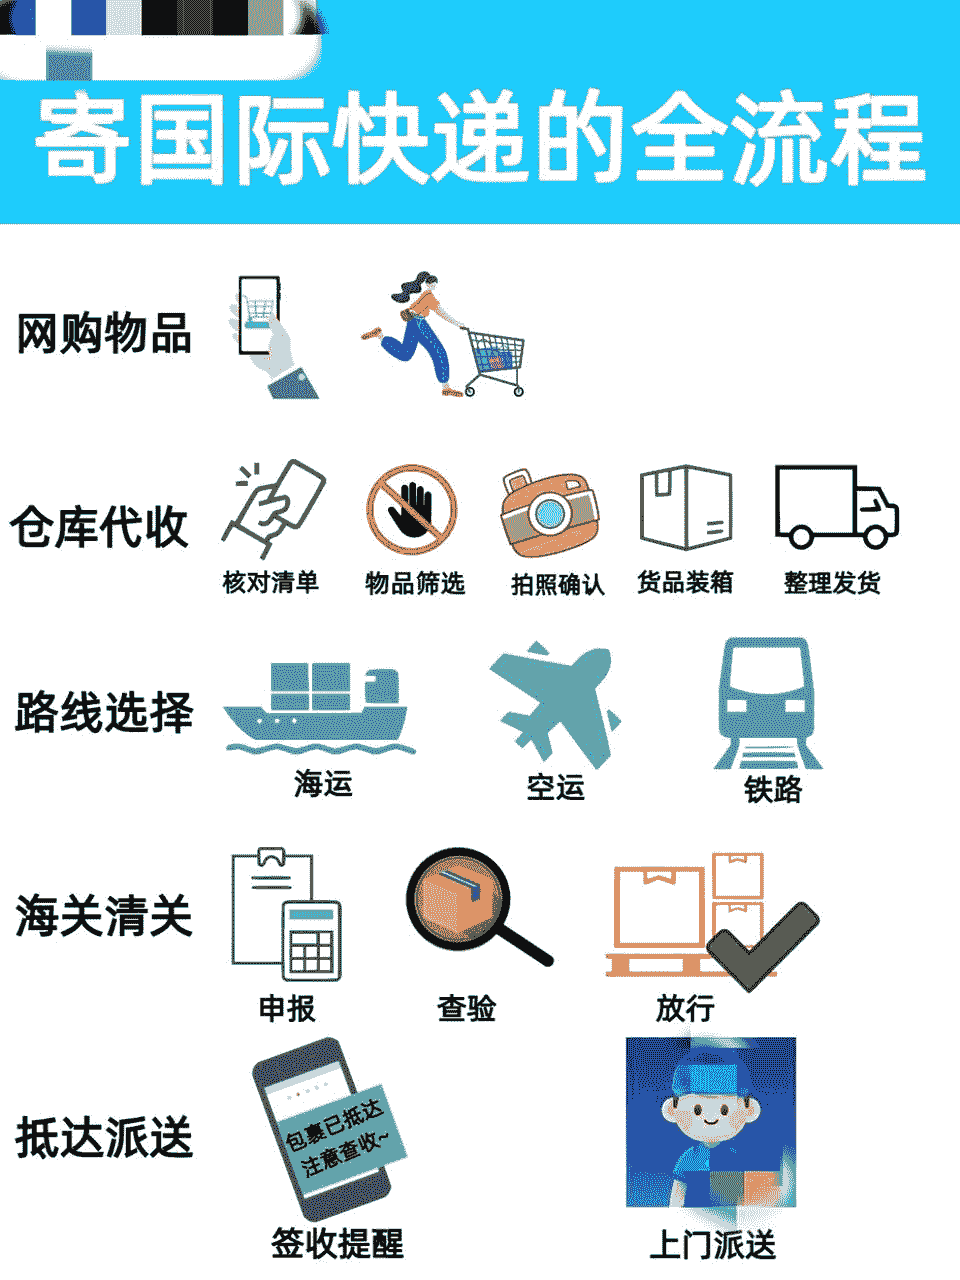 寄国际快递的全流程
网购物品
仓库代收
核对清单
物品筛选
拍照确认
货品装箱
整理发货
路线选择
海运
空运
铁路
海关清关
申报
查验
放行
抵达派送
包裹已抵达
注意查收~
签收提醒
上门派送